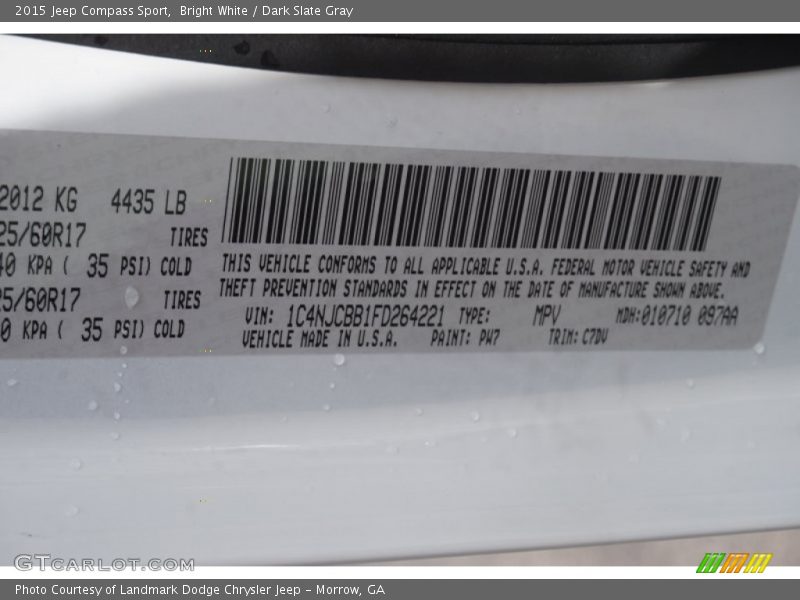 2015 Jeep Compass Sport,  Bright White / Dark Slate Gray
2012 KG 4435 LB
25/60R17 TIRES
40 KPA ( 35 PSI) COLD
25/60R17 TIRES
0 KPA ( 35 PSI) COLD
THIS VEHICLE CONFORMS TO ALL APPLICABLE U.S.A. FEDERAL MOTOR VEHICLE SAFETY AND
THEFT PREVENTION STANDARDS IN EFFECT ON THE DATE OF MANUFACTURE SHOWN ABOVE.
VIN: 1C4NJCBB1FD264221 TYPE: MPV MDH:010710 097AA
VEHICLE MADE IN U.S.A. PAINT: PW7 TRIM: C7DV
GTCARLOT.COM
Photo Courtesy of Landmark Dodge Chrysler Jeep – Morrow, GA